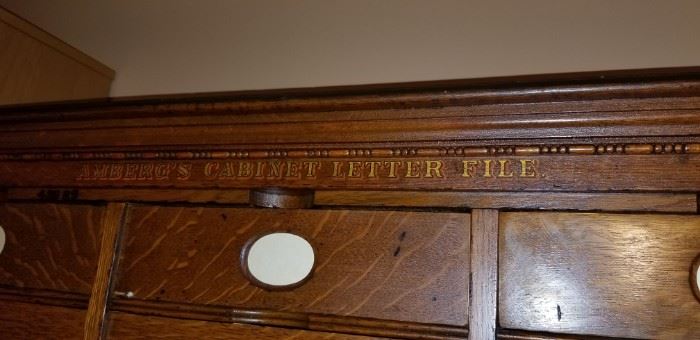 AMBERG'S CABINET LETTER FILE.